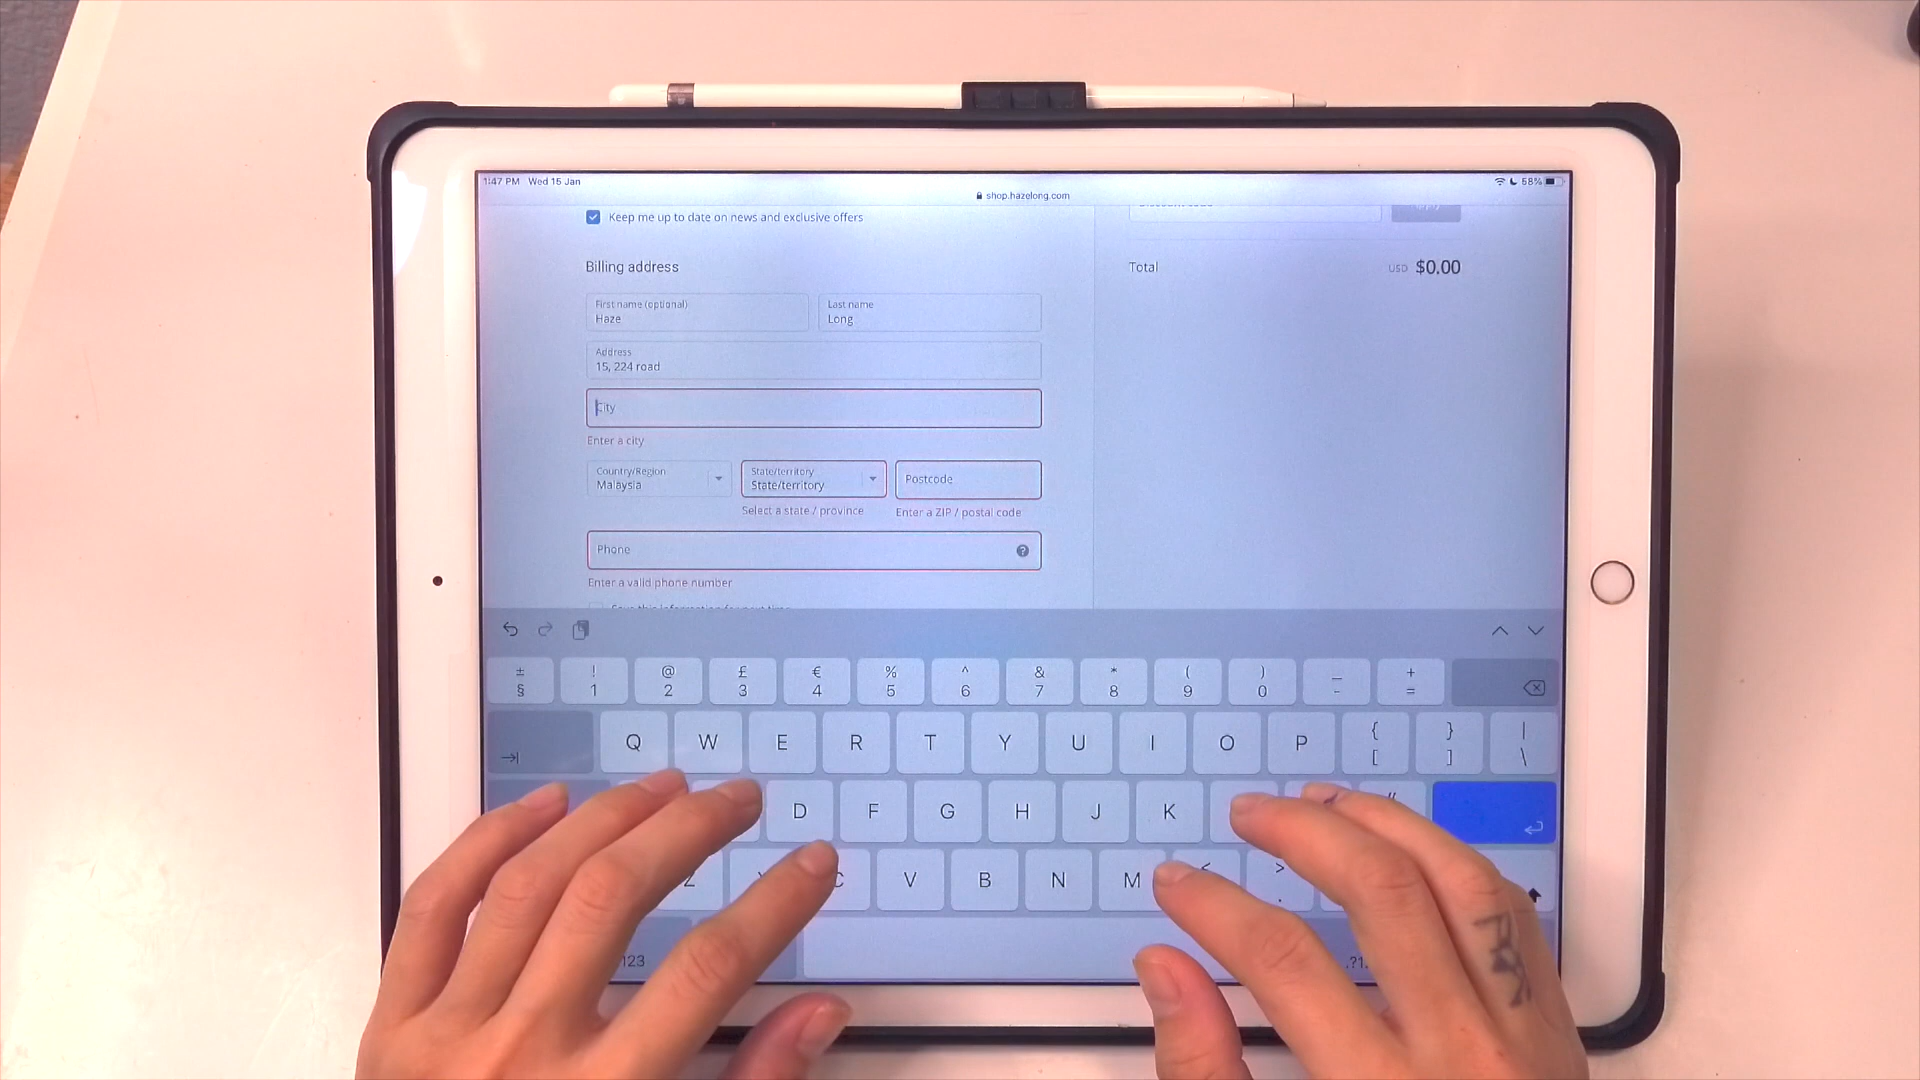 1:47 PM Wed 15 Jan
shop.hazelong.com
58%
Keep me up to date on news and exclusive offers
Billing address
First name (optional)
Haze
Last name
Long
Address
15, 224 road
City
Enter a city
Country/Region
Malaysia
State/territory
State/territory
Postcode
Select a state / province
Enter a ZIP / postal code
Phone
?
Enter a valid phone number
Total
USD $0.00
± ! @ £ € % ^ & * ( ) _ +
§ 1 2 3 4 5 6 7 8 9 0 - =
Q W E R T Y U I O P { } |
[ ] \
D F G H J K
Z C V B N M < >
.
123
.?1